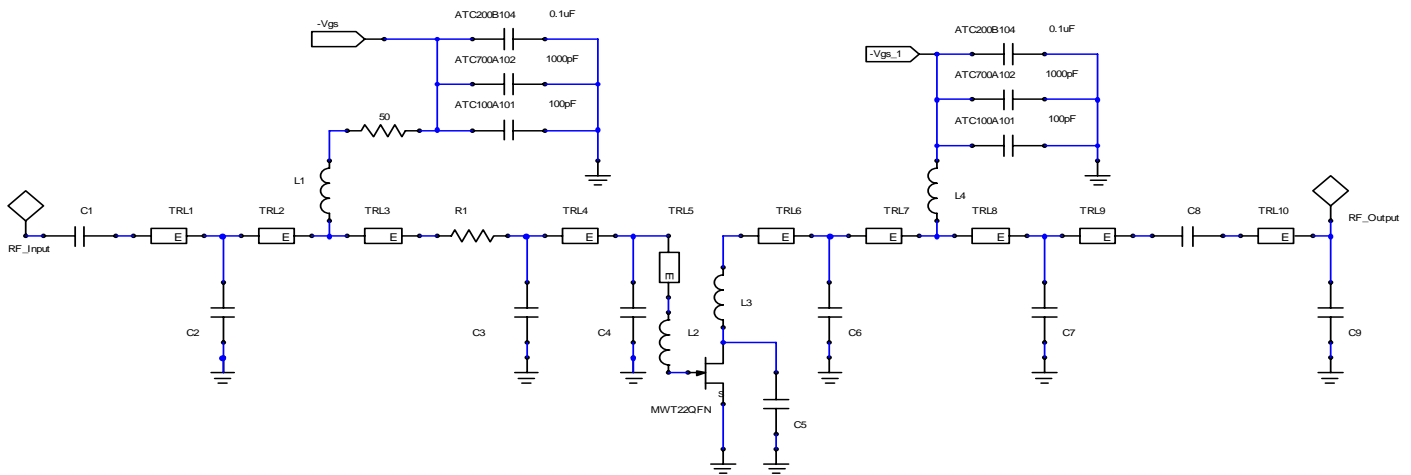 -Vgs
ATC200B104 0.1uF
ATC700A102 1000pF
ATC100A101 100pF
50
L1
-Vgs_1
ATC200B104 0.1uF
ATC700A102 1000pF
ATC100A101 100pF
L4
RF_Input
C1
TRL1
E
TRL2
E
TRL3
E
R1
TRL4
E
TRL5
E
TRL6
E
TRL7
E
TRL8
E
TRL9
E
C8
TRL10
E
RF_Output
C2
C3
C4
L2
L3
C6
C7
C9
S
MWT22QFN
C5